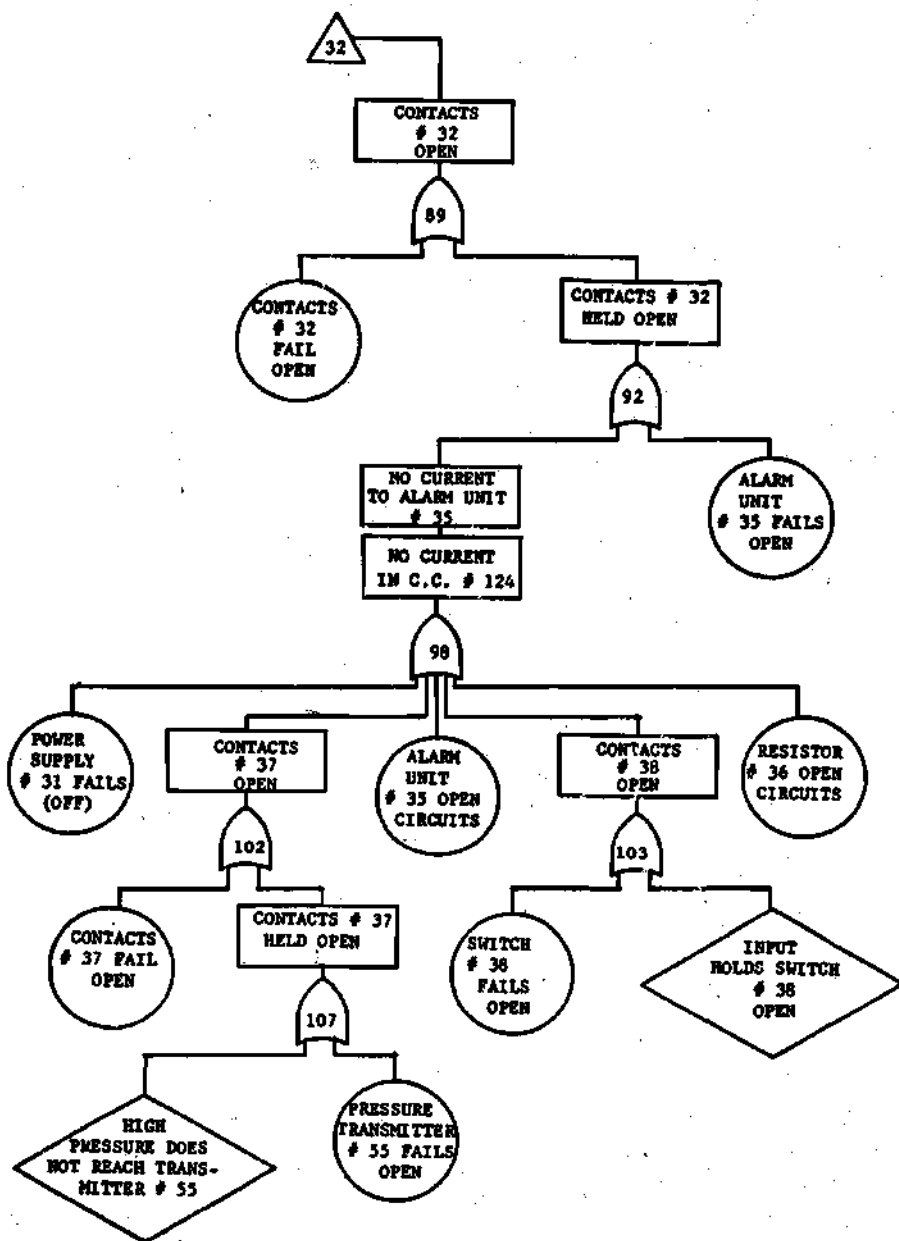 32
CONTACTS
# 32
OPEN
89
CONTACTS
# 32
FAIL
OPEN
CONTACTS # 32
HELD OPEN
92
NO CURRENT
TO ALARM UNIT
# 35
ALARM
UNIT
# 35 FAILS
OPEN
NO CURRENT
IN C.C. # 124
98
POWER
SUPPLY
# 31 FAILS
(OFF)
CONTACTS
# 37
OPEN
ALARM
UNIT
# 35 OPEN
CIRCUITS
CONTACTS
# 38
OPEN
RESISTOR
# 36 OPEN
CIRCUITS
102
103
CONTACTS
# 37 FAIL
OPEN
CONTACTS # 37
HELD OPEN
SWITCH
# 38
FAILS
OPEN
INPUT
HOLDS SWITCH
# 38
OPEN
107
HIGH
PRESSURE DOES
NOT REACH TRANS-
MITTER # 55
PRESSURE
TRANSMITTER
# 55 FAILS
OPEN